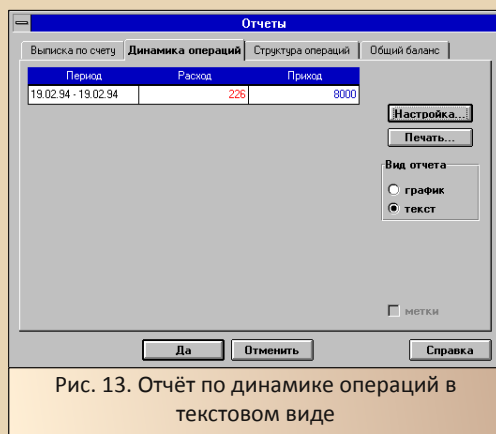 Отчеты
Выписка по счету Динамика операций Структура операций Общий баланс
Период Расход Приход
19.02.94 - 19.02.94 226 8000
Настройка...
Печать...
Вид отчета
график
текст
метки
Да Отменить Справка
Рис. 13. Отчёт по динамике операций в
текстовом виде